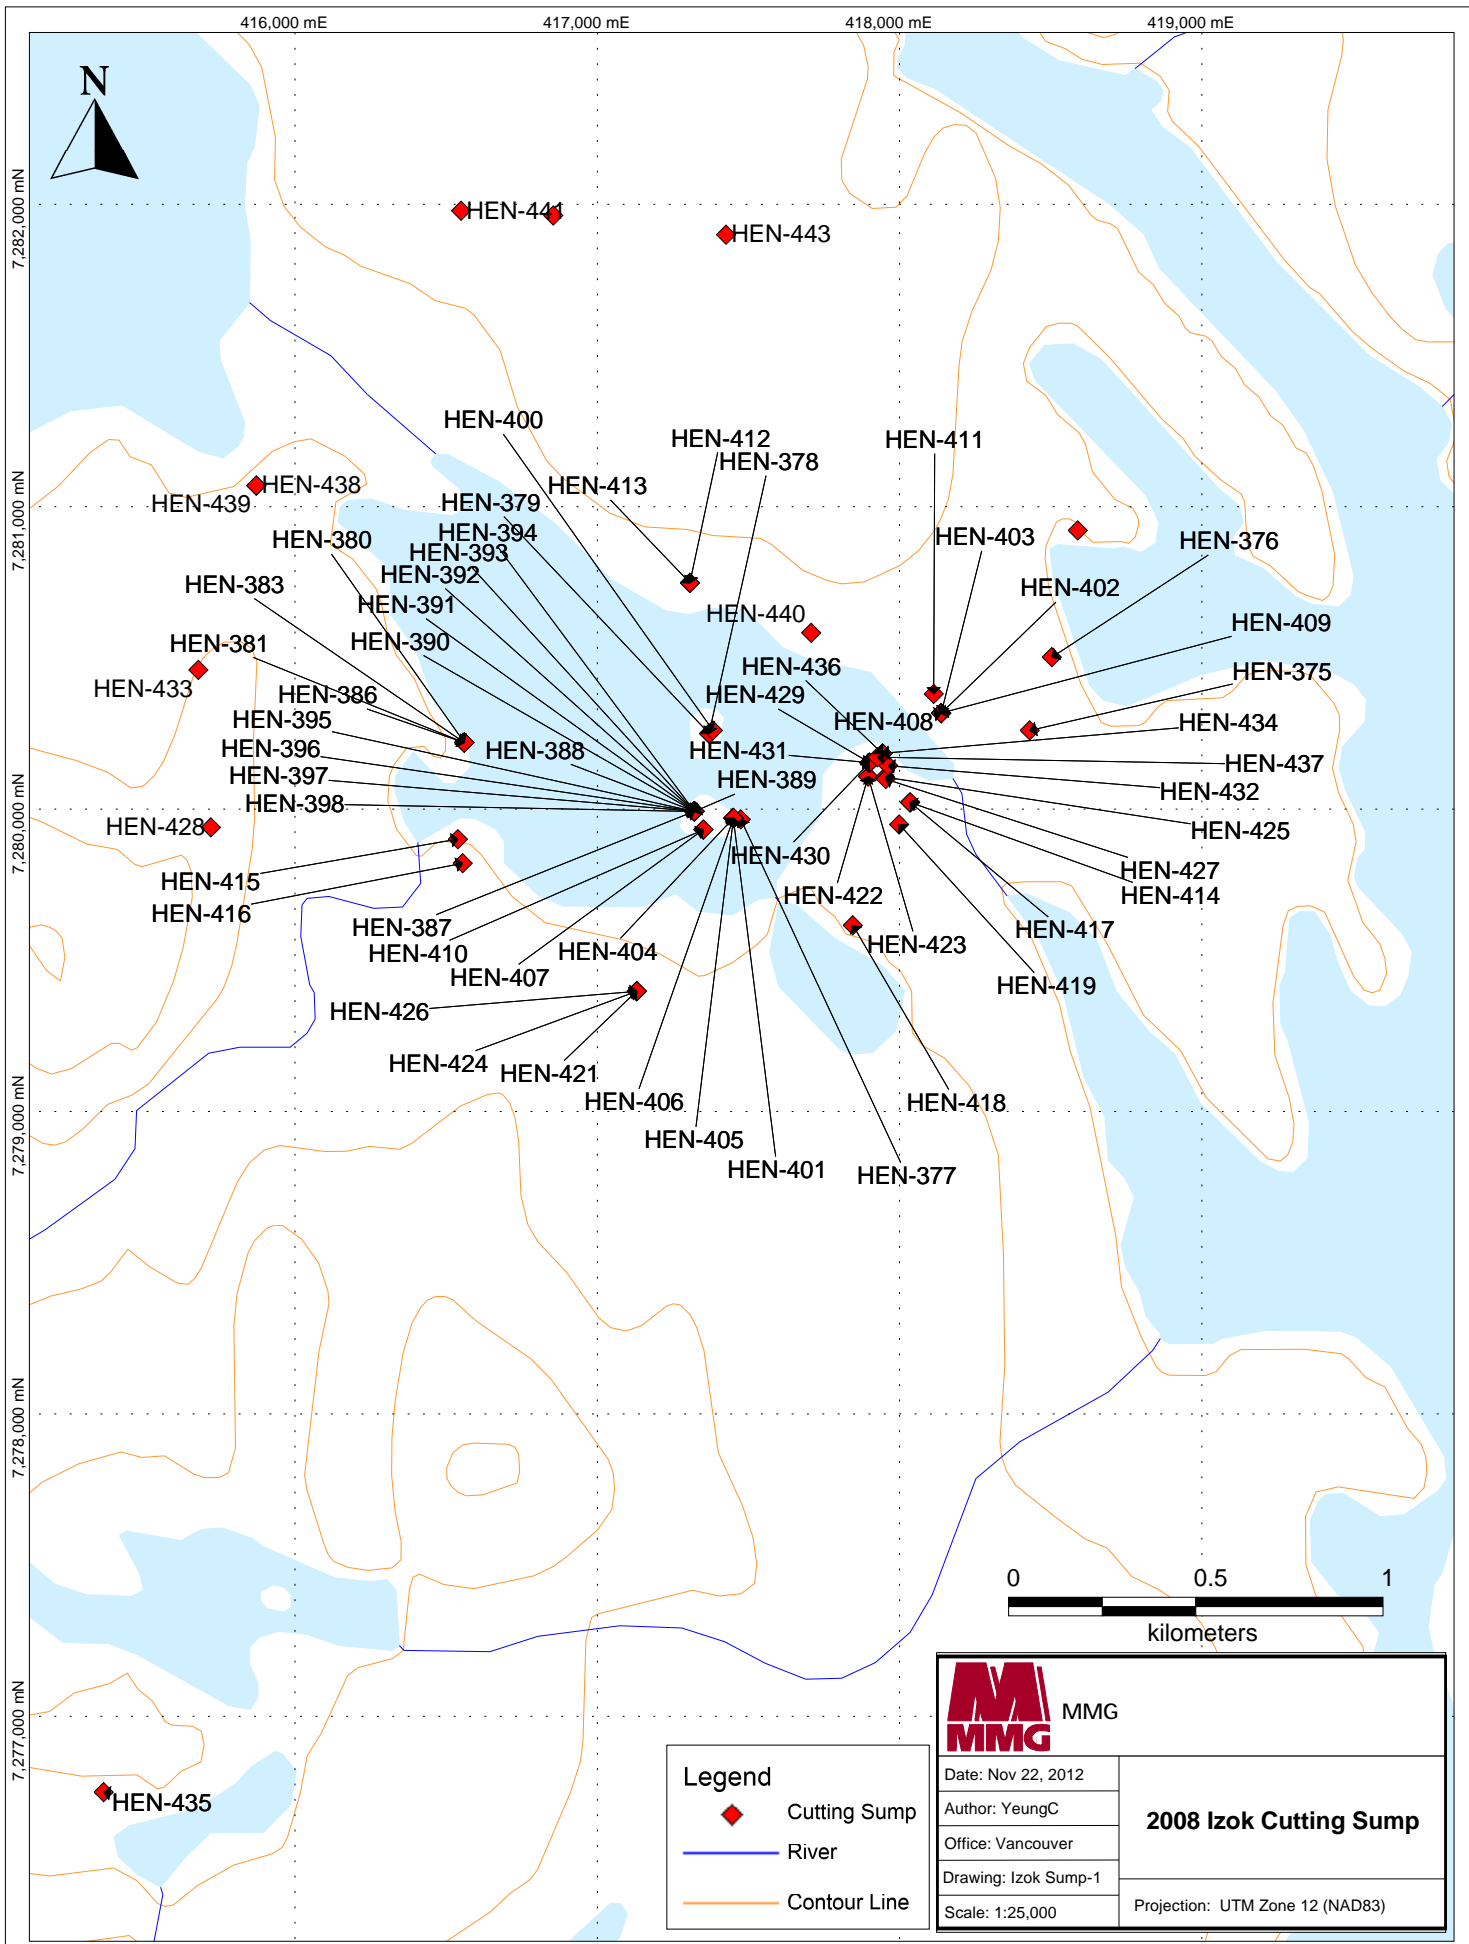 416,000 mE
417,000 mE
418,000 mE
419,000 mE
N
7,282,000 mN
7,281,000 mN
7,280,000 mN
7,279,000 mN
7,278,000 mN
7,277,000 mN
HEN-441
HEN-443
HEN-400
HEN-412
HEN-411
HEN-378
HEN-438
HEN-413
HEN-439
HEN-379
HEN-394
HEN-403
HEN-380
HEN-376
HEN-393
HEN-392
HEN-383
HEN-402
HEN-391
HEN-440
HEN-409
HEN-390
HEN-381
HEN-436
HEN-375
HEN-433
HEN-386
HEN-429
HEN-395
HEN-408
HEN-434
HEN-396
HEN-388
HEN-431
HEN-437
HEN-397
HEN-389
HEN-432
HEN-398
HEN-428
HEN-425
HEN-430
HEN-427
HEN-415
HEN-422
HEN-414
HEN-416
HEN-387
HEN-417
HEN-423
HEN-410
HEN-404
HEN-407
HEN-419
HEN-426
HEN-424
HEN-421
HEN-406
HEN-418
HEN-405
HEN-401
HEN-377
HEN-435
0 0.5 1
kilometers
Legend
Cutting Sump
River
Contour Line
MMG
MMG
Date: Nov 22, 2012
Author: YeungC
Office: Vancouver
Drawing: Izok Sump-1
Scale: 1:25,000
2008 Izok Cutting Sump
Projection: UTM Zone 12 (NAD83)